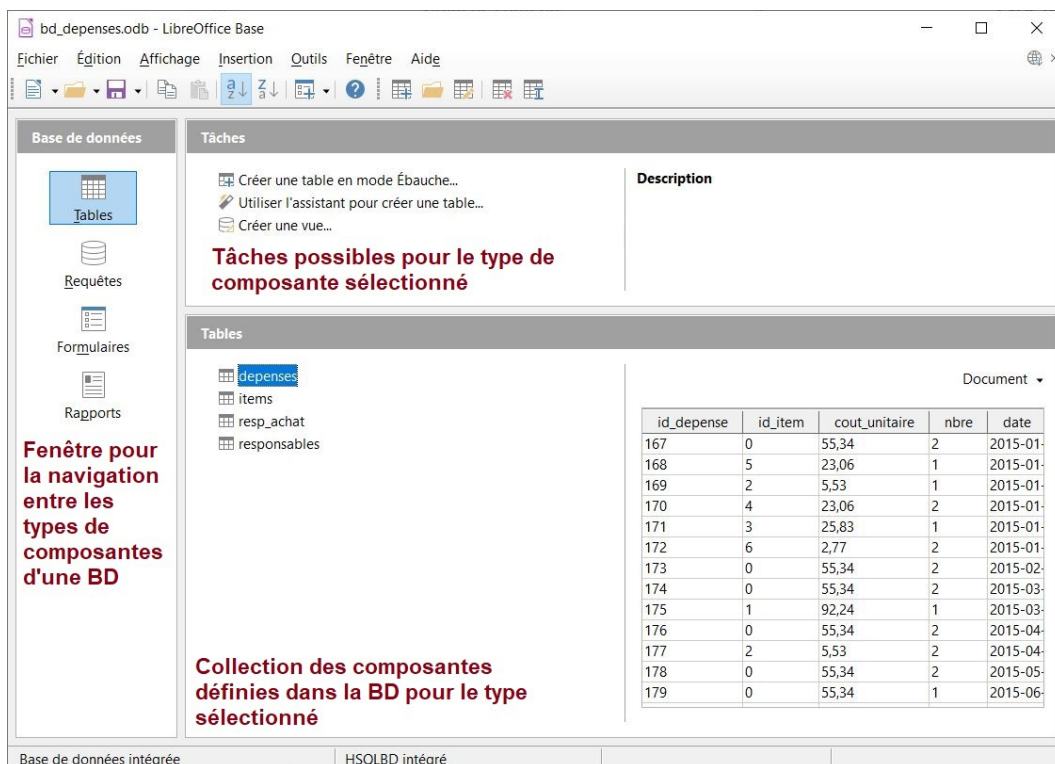 bd_depenses.odb - LibreOffice Base
Fichier Édition Affichage Insertion Outils Fenêtre Aide
Base de données
Tables
Requêtes
Formulaires
Rapports
Fenêtre pour
la navigation
entre les
types de
composantes
d'une BD
Tâches
Créer une table en mode Ébauche...
Utiliser l'assistant pour créer une table...
Créer une vue...
Tâches possibles pour le type de
composante sélectionné
Description
Tables
depenses
items
resp_achat
responsables
Collection des composantes
définies dans la BD pour le type
sélectionné
Document
id_depense id_item cout_unitaire nbre date
167 0 55,34 2 2015-01-
168 5 23,06 1 2015-01-
169 2 5,53 1 2015-01-
170 4 23,06 2 2015-01-
171 3 25,83 1 2015-01-
172 6 2,77 2 2015-01-
173 0 55,34 2 2015-02-
174 0 55,34 2 2015-03-
175 1 92,24 1 2015-03-
176 0 55,34 2 2015-04-
177 2 5,53 2 2015-04-
178 0 55,34 2 2015-05-
179 0 55,34 1 2015-06-
Base de données intégrée HSQLBD intégré